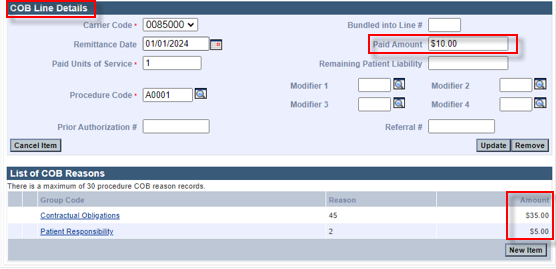 COB Line Details
Carrier Code • 0085000 Bundled into Line #
Remittance Date 01/01/2024 Paid Amount $10.00
Paid Units of Service • 1 Remaining Patient Liability
Modifier 1 Modifier 2
Procedure Code • A0001
Modifier 3 Modifier 4
Prior Authorization # Referral #
Cancel Item Update Remove
List of COB Reasons
There is a maximum of 30 procedure COB reason records.
Group Code Reason Amount
Contractual Obligations 45 $35.00
Patient Responsibility 2 $5.00
New Item